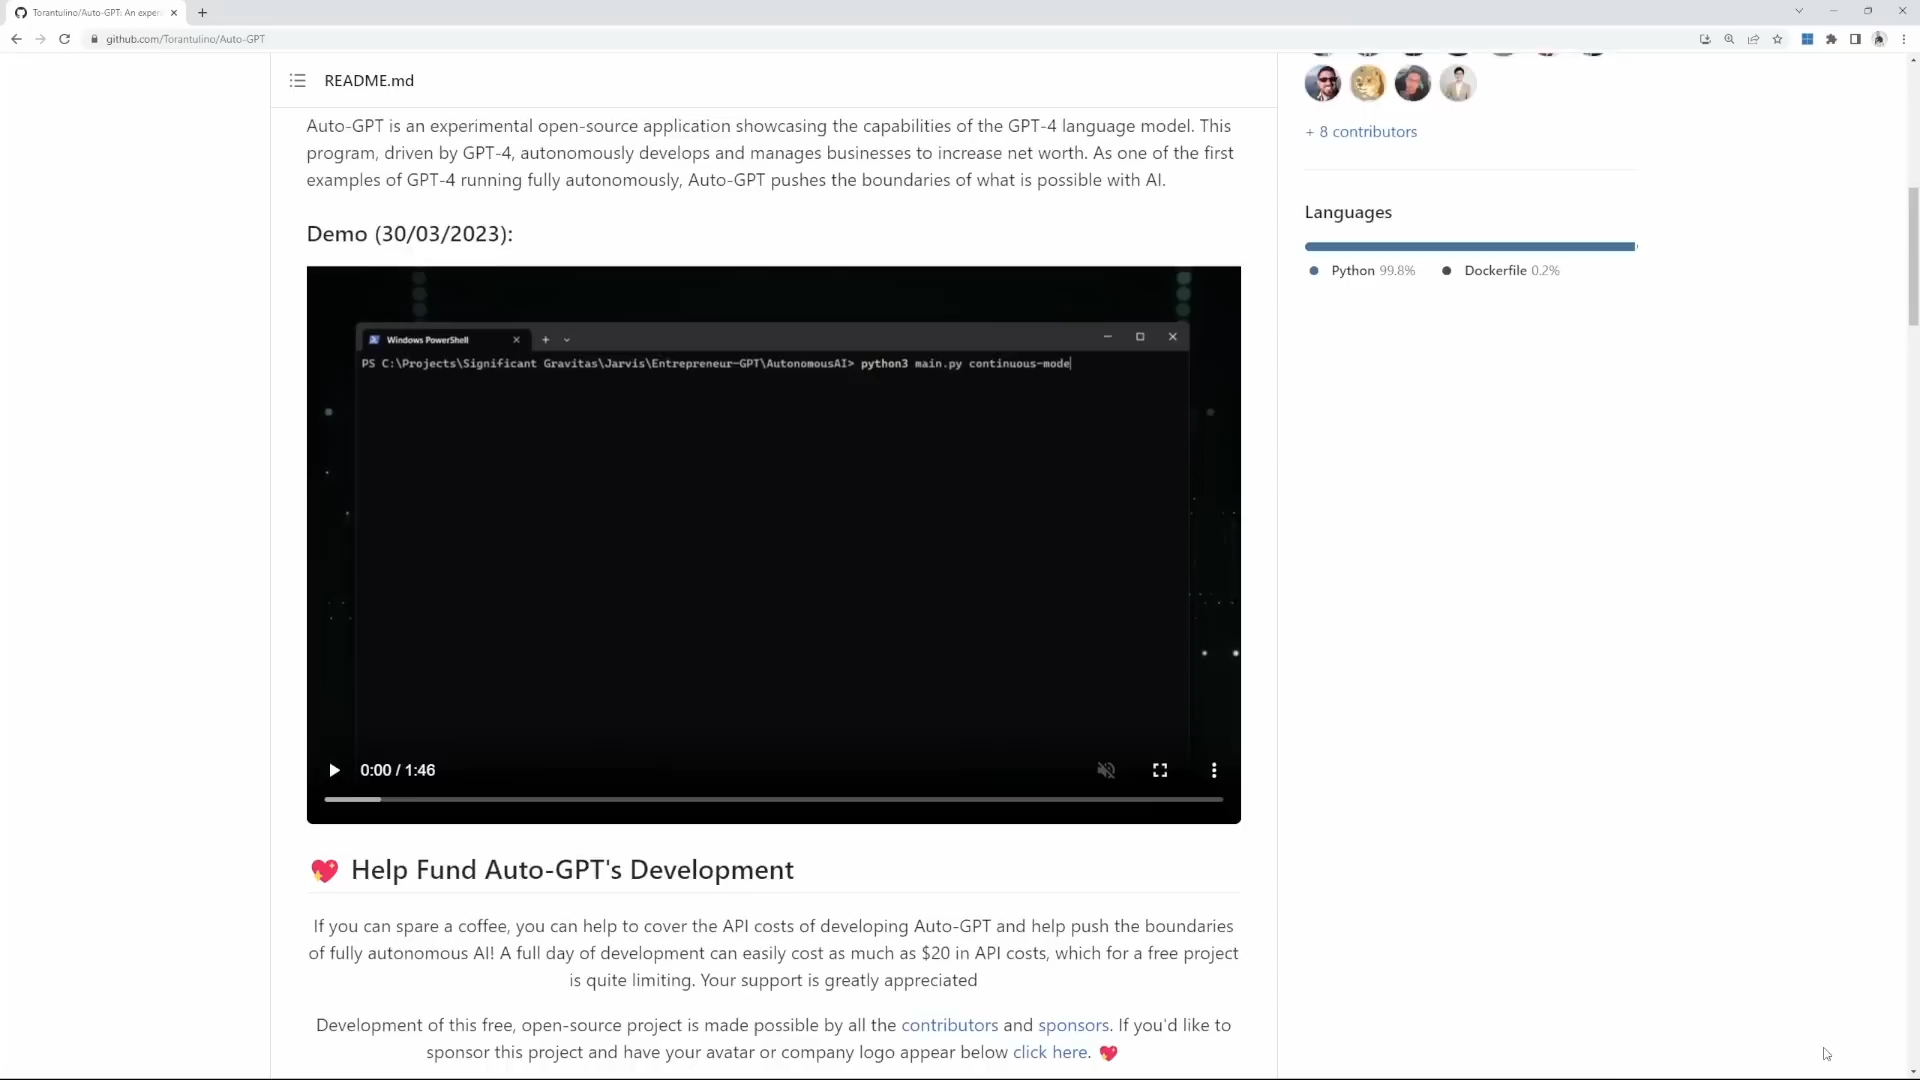 Torantulino/Auto-GPT: An exper
github.com/Torantulino/Auto-GPT
README.md
Auto-GPT is an experimental open-source application showcasing the capabilities of the GPT-4 language model. This
program, driven by GPT-4, autonomously develops and manages businesses to increase net worth. As one of the first
examples of GPT-4 running fully autonomously, Auto-GPT pushes the boundaries of what is possible with AI.
Demo (30/03/2023):
Windows PowerShell
PS C:\Projects\Significant Gravitas\Jarvis\Entrepreneur-GPT\AutonomousAI> python3 main.py continuous-mode
0:00 / 1:46
💖 Help Fund Auto-GPT's Development
If you can spare a coffee, you can help to cover the API costs of developing Auto-GPT and help push the boundaries
of fully autonomous AI! A full day of development can easily cost as much as $20 in API costs, which for a free project
is quite limiting. Your support is greatly appreciated
Development of this free, open-source project is made possible by all the contributors and sponsors. If you'd like to
sponsor this project and have your avatar or company logo appear below click here. 💖
+ 8 contributors
Languages
Python 99.8% Dockerfile 0.2%